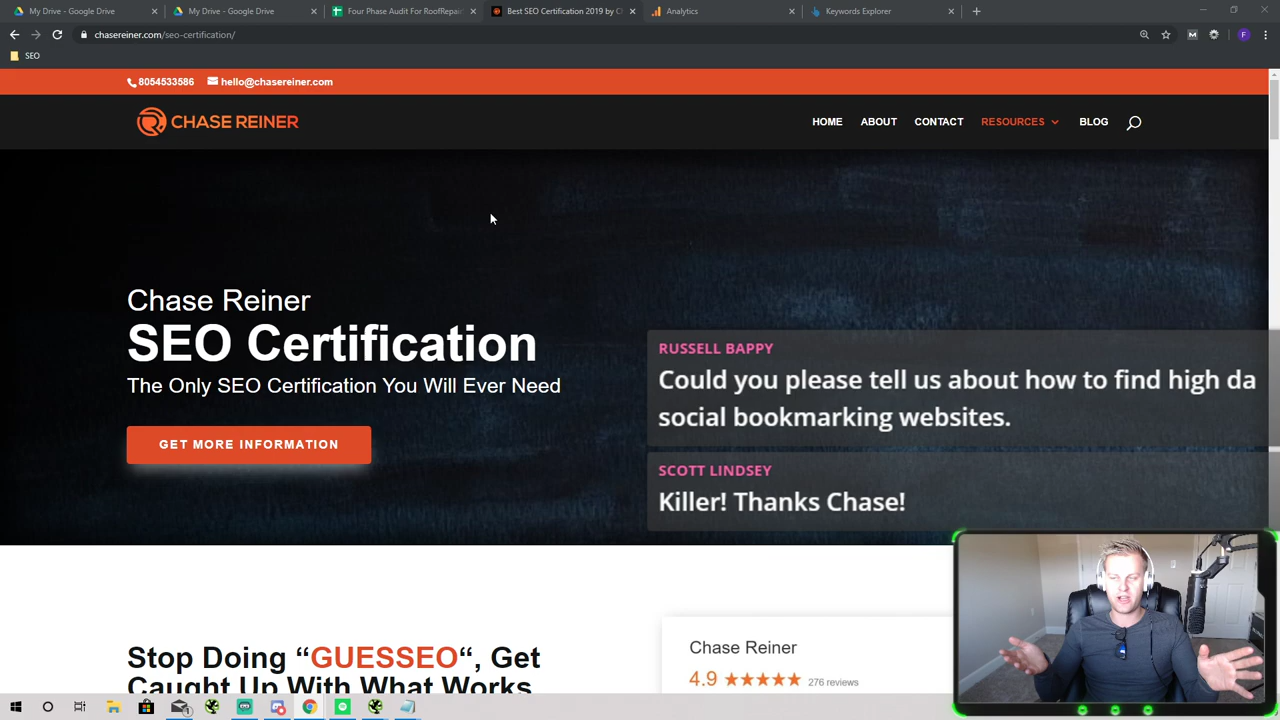 My Drive - Google Drive
My Drive - Google Drive
Four Phase Audit For RoofRepair
Best SEO Certification 2019 by C
Analytics
Keywords Explorer
chasereiner.com/seo-certification/
F
SEO
8054533586
hello@chasereiner.com
CHASE REINER
HOME
ABOUT
CONTACT
RESOURCES
BLOG
Chase Reiner
SEO Certification
The Only SEO Certification You Will Ever Need
GET MORE INFORMATION
RUSSELL BAPPY
Could you please tell us about how to find high da
social bookmarking websites.
SCOTT LINDSEY
Killer! Thanks Chase!
Stop Doing “GUESSEO“, Get
Caught Up With What Works
Chase Reiner
4.9
276 reviews